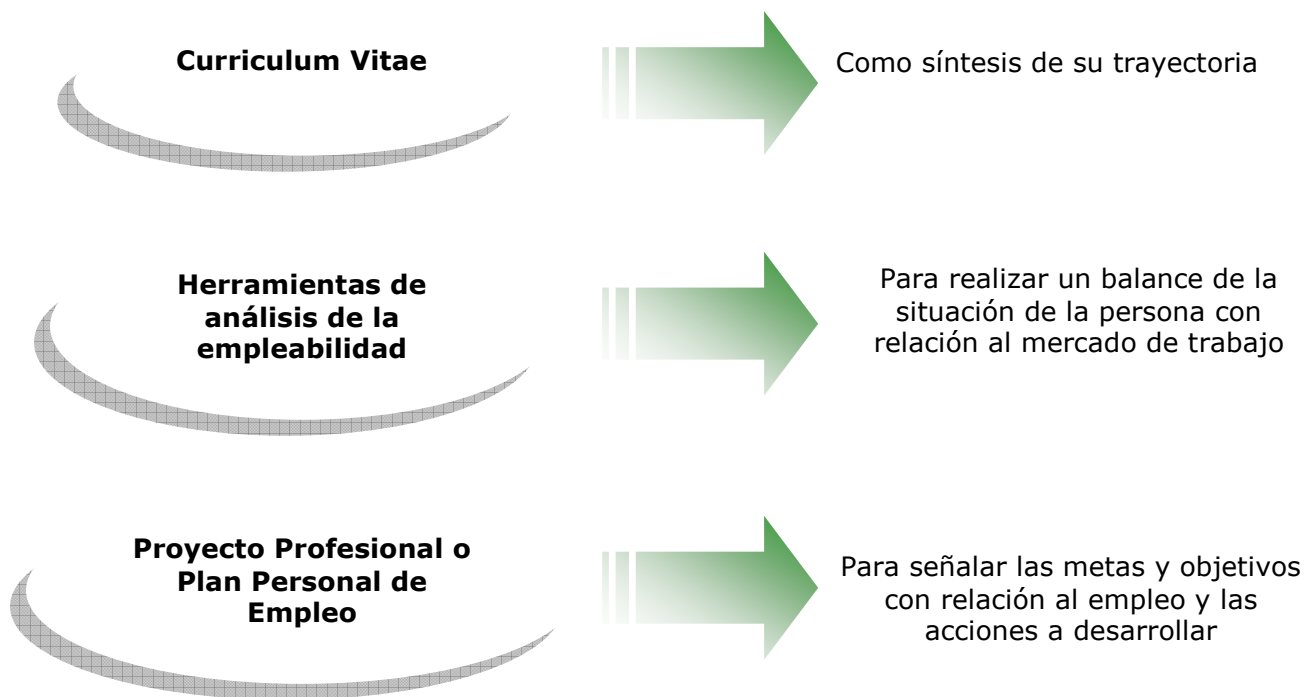 Curriculum Vitae
Como síntesis de su trayectoria
Herramientas de
análisis de la
empleabilidad
Para realizar un balance de la
situación de la persona con
relación al mercado de trabajo
Proyecto Profesional o
Plan Personal de
Empleo
Para señalar las metas y objetivos
con relación al empleo y las
acciones a desarrollar